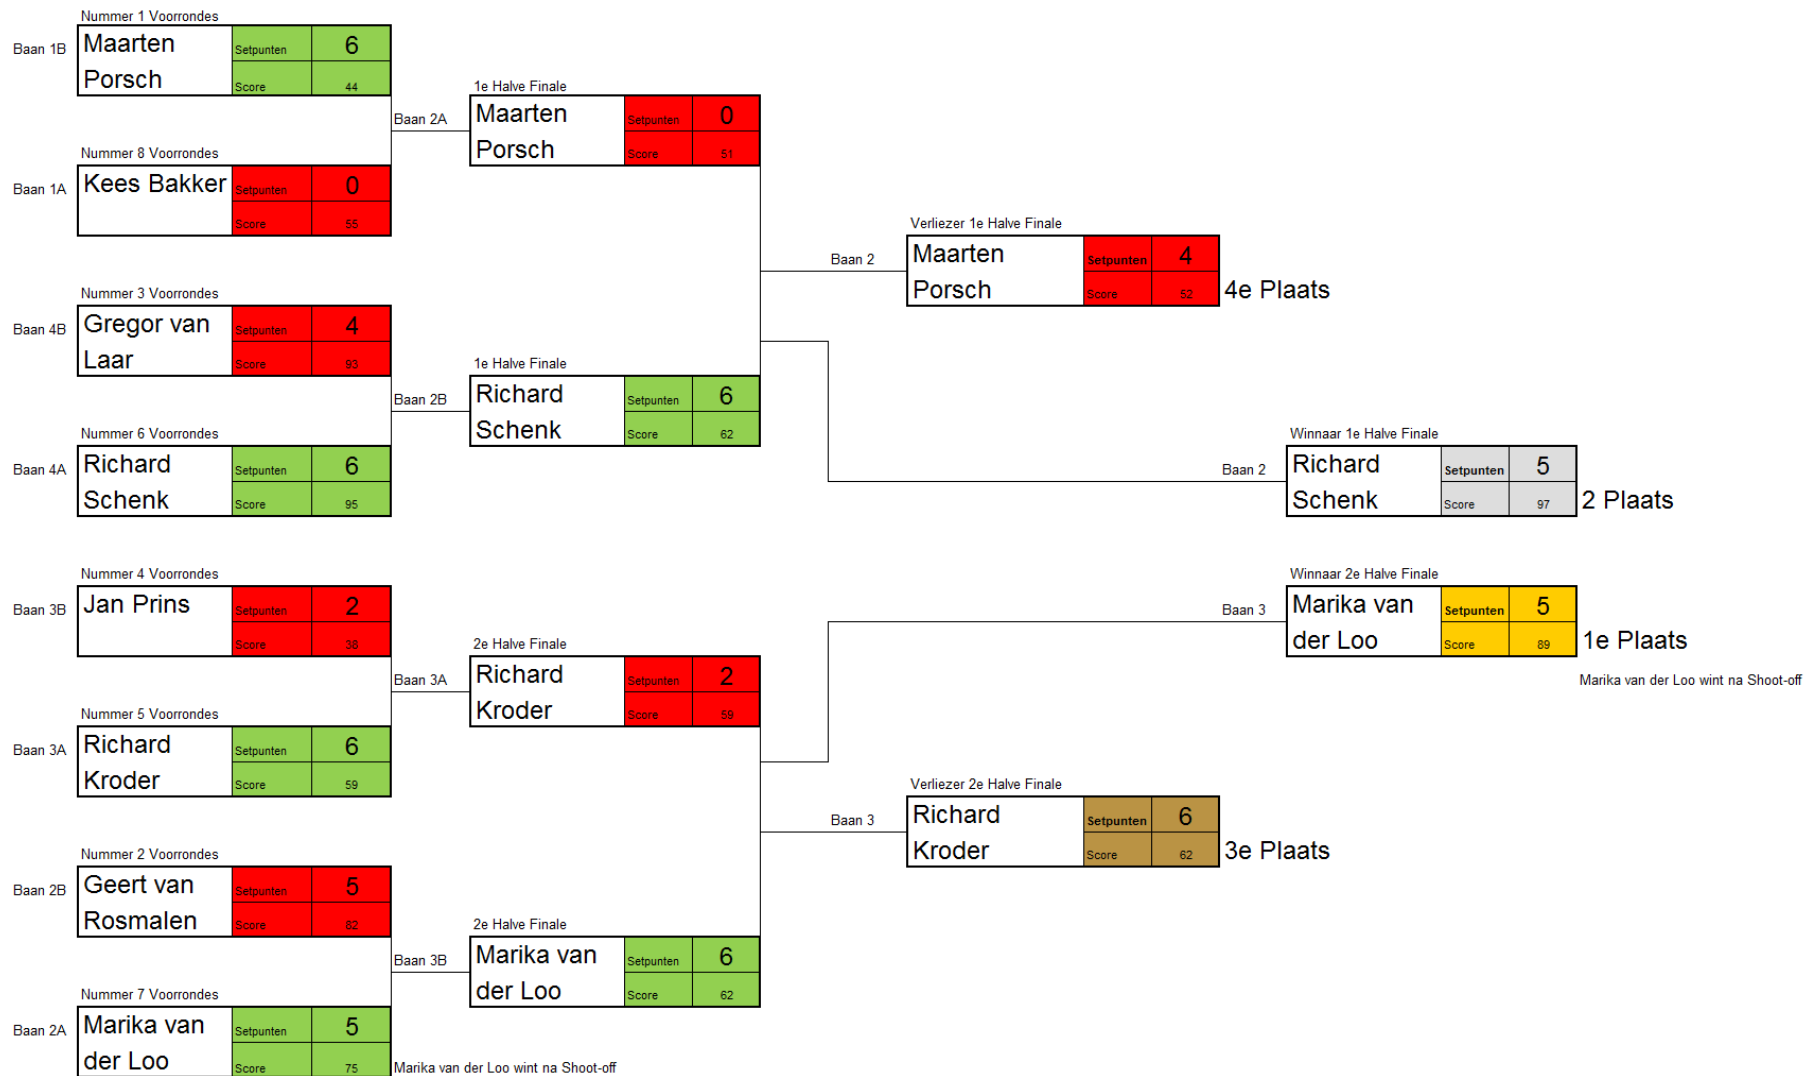 Nummer 1 Voorrondes
Baan 1B
Maarten Porsch
Setpunten 6
Score 44
Nummer 8 Voorrondes
Baan 1A
Kees Bakker
Setpunten 0
Score 55
Nummer 3 Voorrondes
Baan 4B
Gregor van Laar
Setpunten 4
Score 93
Nummer 6 Voorrondes
Baan 4A
Richard Schenk
Setpunten 6
Score 95
Nummer 4 Voorrondes
Baan 3B
Jan Prins
Setpunten 2
Score 38
Nummer 5 Voorrondes
Baan 3A
Richard Kroder
Setpunten 6
Score 59
Nummer 2 Voorrondes
Baan 2B
Geert van Rosmalen
Setpunten 5
Score 82
Nummer 7 Voorrondes
Baan 2A
Marika van der Loo
Setpunten 5
Score 75
Marika van der Loo wint na Shoot-off
1e Halve Finale
Baan 2A
Maarten Porsch
Setpunten 0
Score 51
1e Halve Finale
Baan 2B
Richard Schenk
Setpunten 6
Score 62
2e Halve Finale
Baan 3A
Richard Kroder
Setpunten 2
Score 59
2e Halve Finale
Baan 3B
Marika van der Loo
Setpunten 6
Score 62
Verliezer 1e Halve Finale
Baan 2
Maarten Porsch
Setpunten 4
Score 52
4e Plaats
Verliezer 2e Halve Finale
Baan 3
Richard Kroder
Setpunten 6
Score 62
3e Plaats
Winnaar 1e Halve Finale
Baan 2
Richard Schenk
Setpunten 5
Score 97
2 Plaats
Winnaar 2e Halve Finale
Baan 3
Marika van der Loo
Setpunten 5
Score 89
1e Plaats
Marika van der Loo wint na Shoot-off